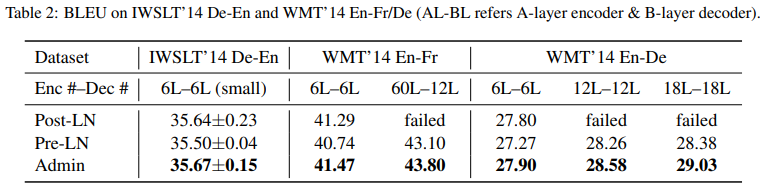 Table 2: BLEU on IWSLT'14 De-En and WMT'14 En-Fr/De (AL-BL refers A-layer encoder & B-layer decoder).
Dataset IWSLT'14 De-En WMT'14 En-Fr WMT'14 En-De
Enc #–Dec # 6L–6L (small) 6L–6L 60L–12L 6L–6L 12L–12L 18L–18L
Post-LN 35.64±0.23 41.29 failed 27.80 failed failed
Pre-LN 35.50±0.04 40.74 43.10 27.27 28.26 28.38
Admin 35.67±0.15 41.47 43.80 27.90 28.58 29.03